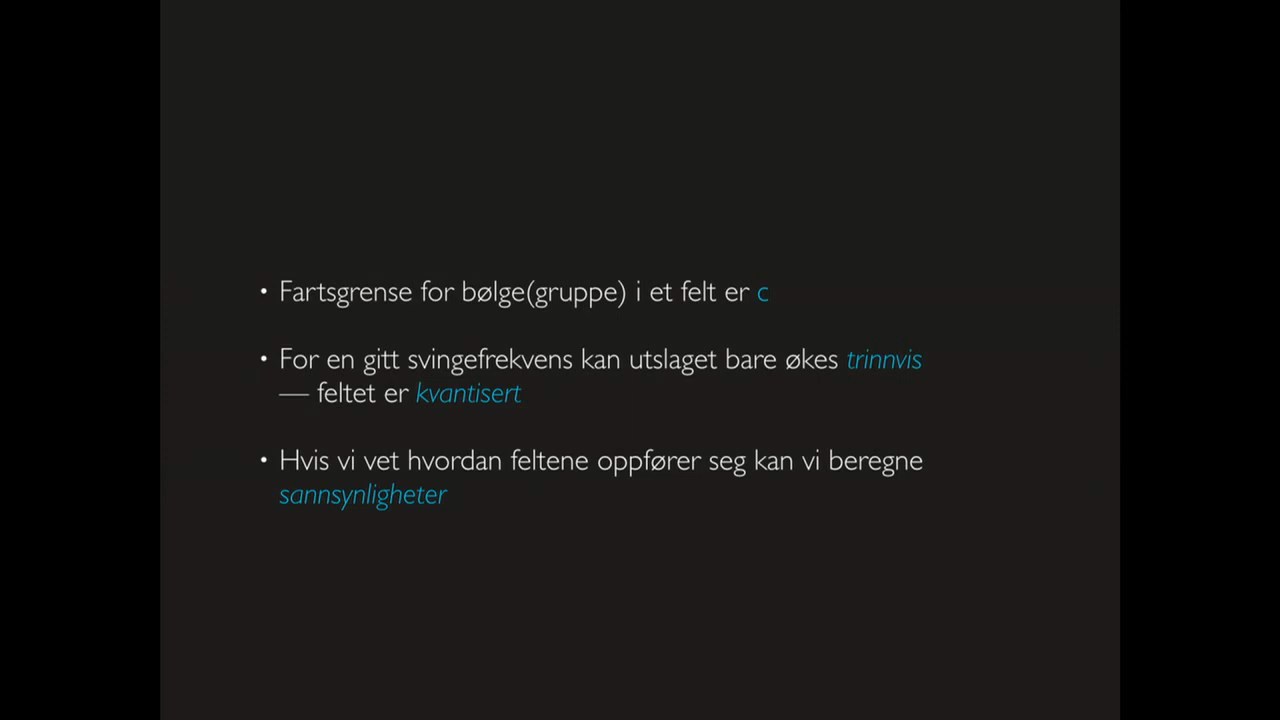 • Fartsgrense for bølge(gruppe) i et felt er c
• For en gitt svingefrekvens kan utslaget bare økes trinnvis
— feltet er kvantisert
• Hvis vi vet hvordan feltene oppfører seg kan vi beregne
sannsynligheter